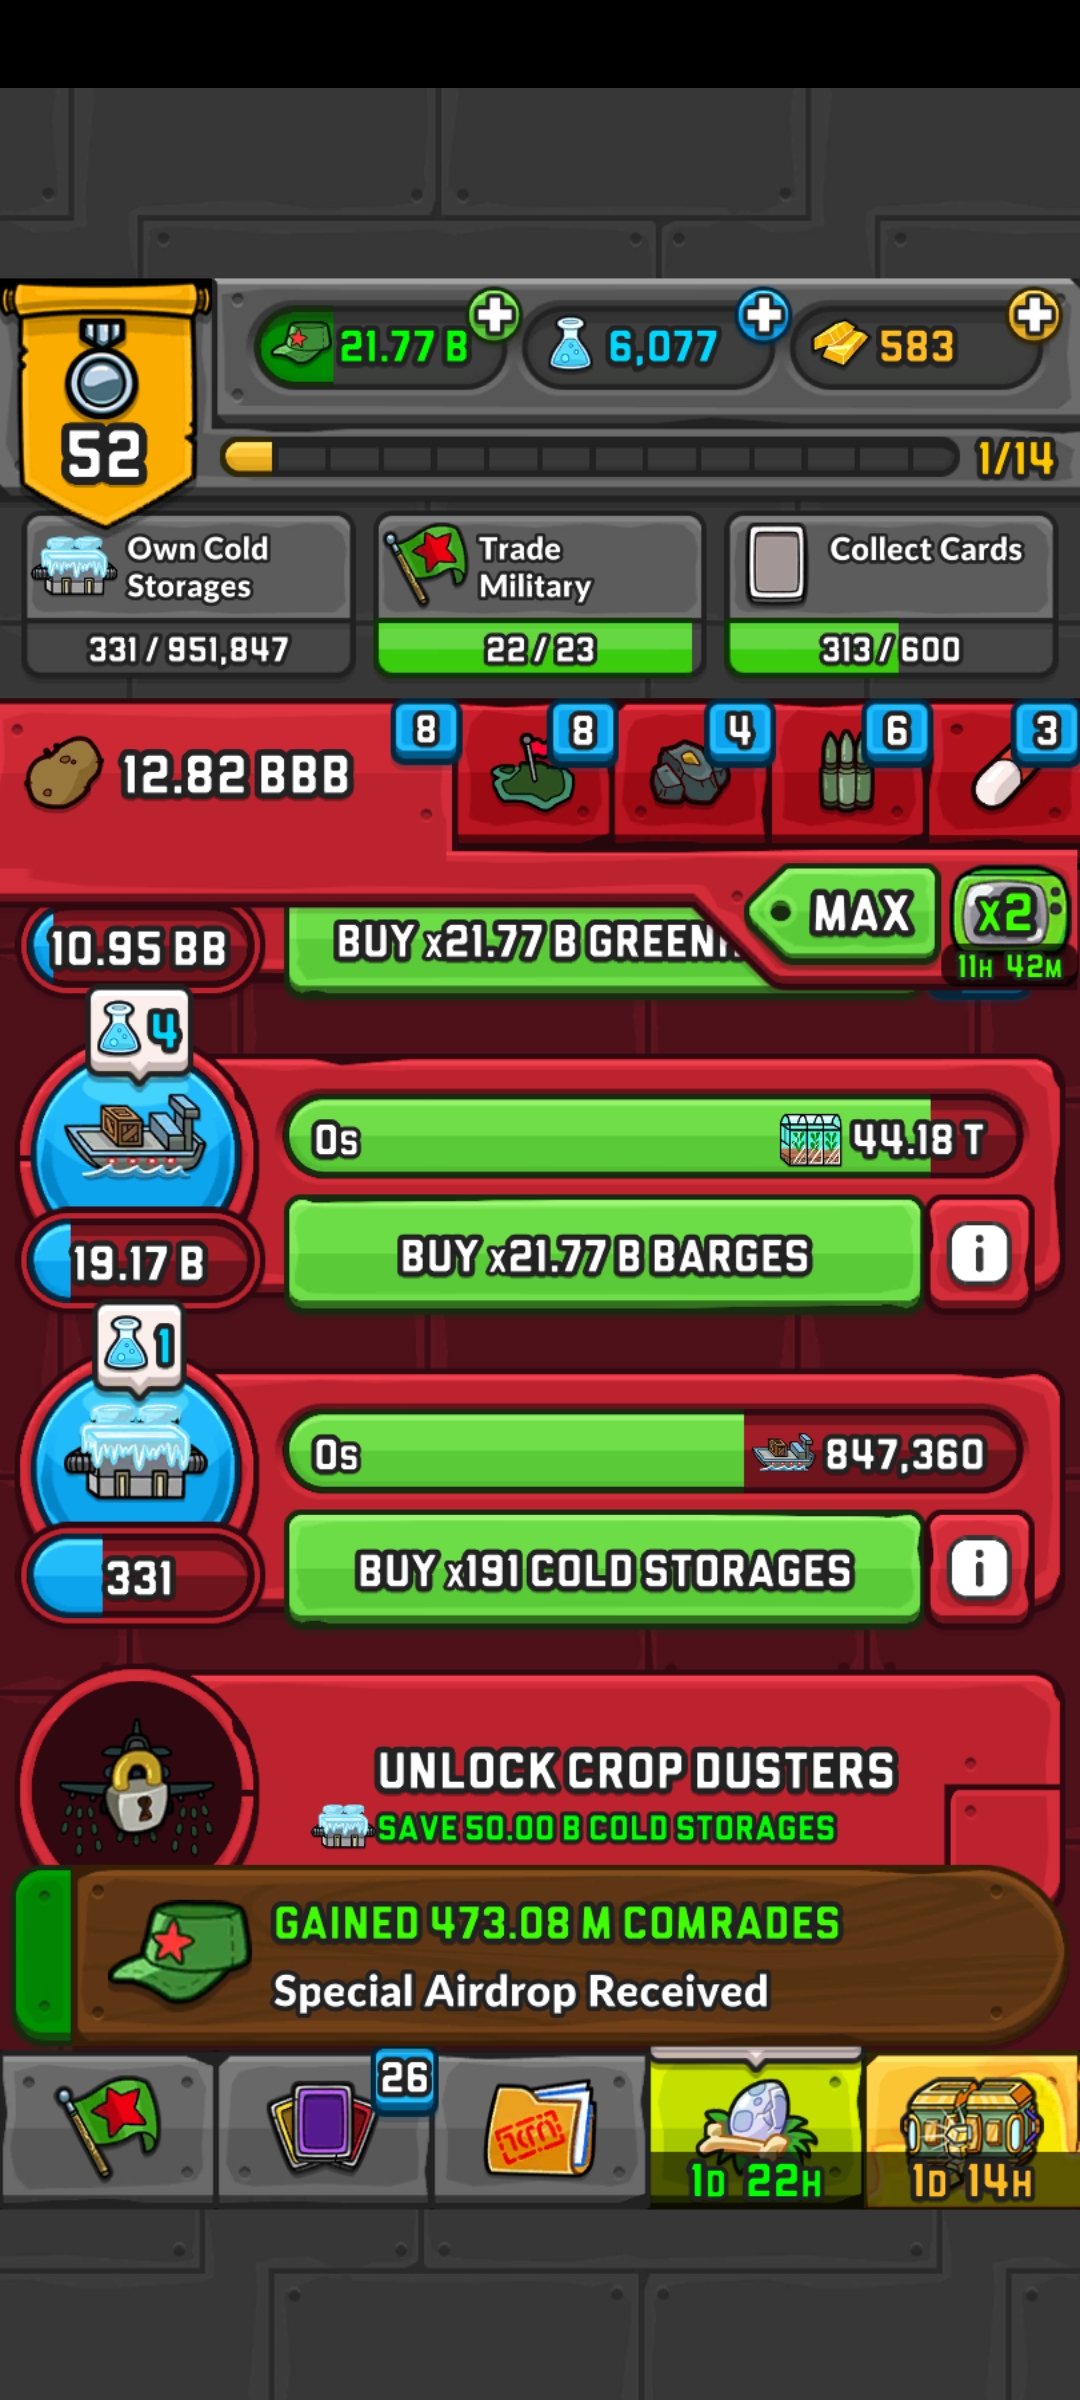 21.77 B
6,077
583
52
1/14
Own Cold
Storages
331 / 951,847
Trade
Military
22/23
Collect Cards
313/600
12.82 BBB
8
8
4
6
3
MAX
x2
11H 42M
10.95 BB
BUY x21.77 B
4
0s
44.18 T
19.17 B
BUY x21.77 B BARGES
i
1
0s
847,360
331
BUY x191 COLD STORAGES
i
UNLOCK CROP DUSTERS
SAVE 50.00 B COLD STORAGES
GAINED 473.08 M COMRADES
Special Airdrop Received
26
1D 22H
1D 14H